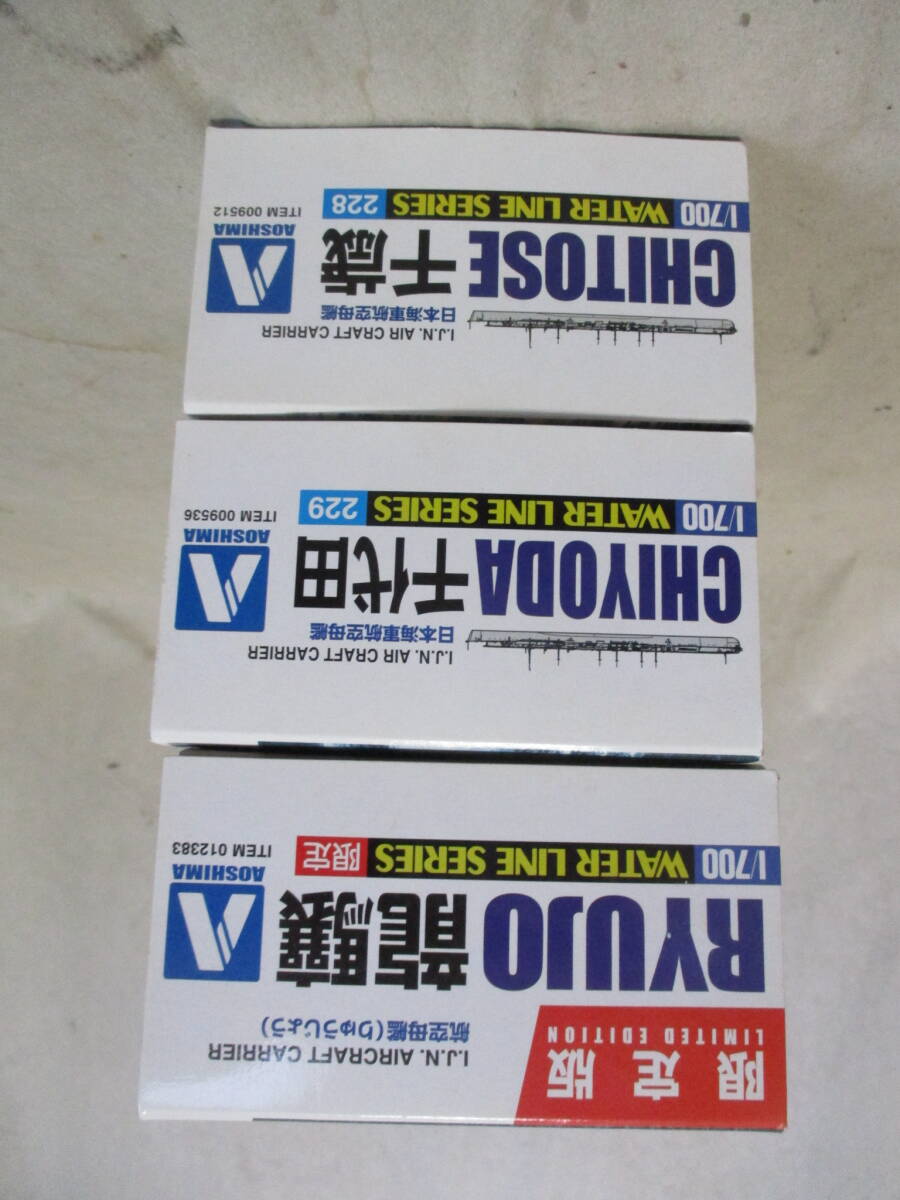 1/700 WATER LINE SERIES 228
CHITOSE 千歳
日本海軍航空母艦
I.J.N. AIR CRAFT CARRIER
AOSHIMA
ITEM 009512
1/700 WATER LINE SERIES 229
CHIYODA 千代田
日本海軍航空母艦
I.J.N. AIR CRAFT CARRIER
AOSHIMA
ITEM 009536
限定版
LIMITED EDITION
I.J.N. AIRCRAFT CARRIER
航空母艦(りゅうじょう)
RYUJO 龍驤
1/700 WATER LINE SERIES 限定
AOSHIMA
ITEM 012383